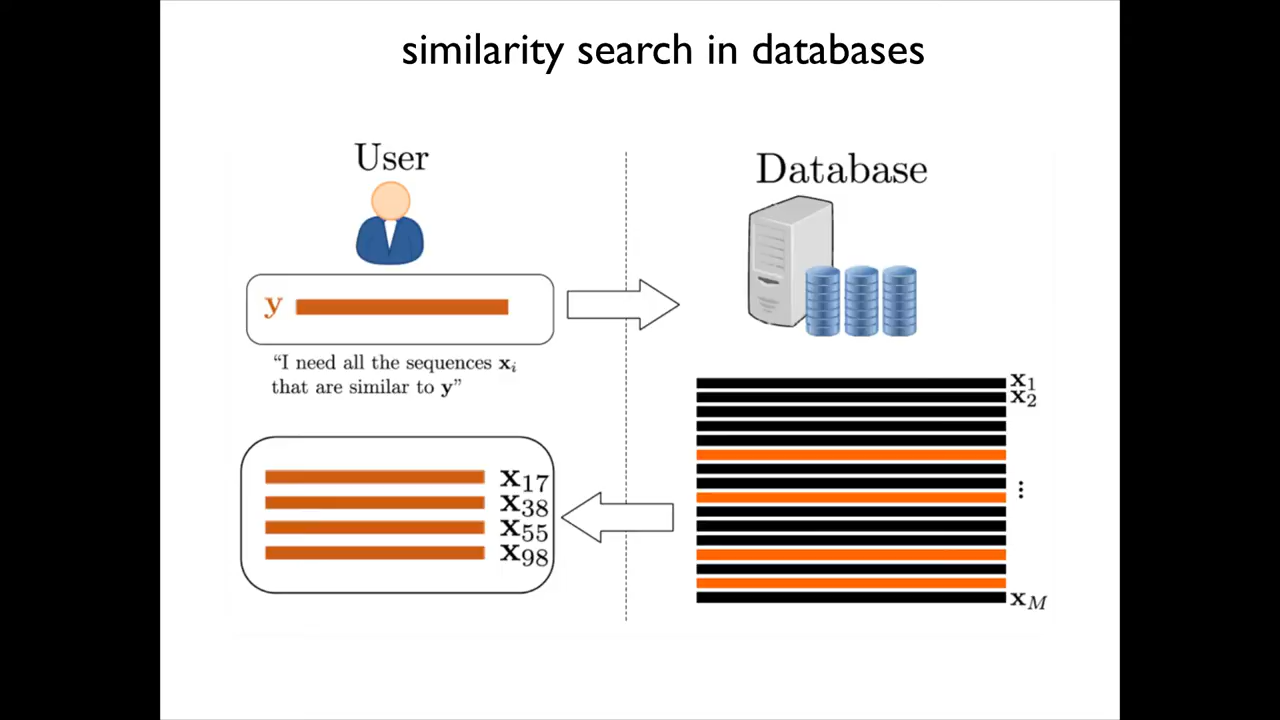 similarity search in databases
User
Database
y
“I need all the sequences xᵢ
that are similar to y”
x₁
x₂
⋮
x_M
x₁₇
x₃₈
x₅₅
x₉₈